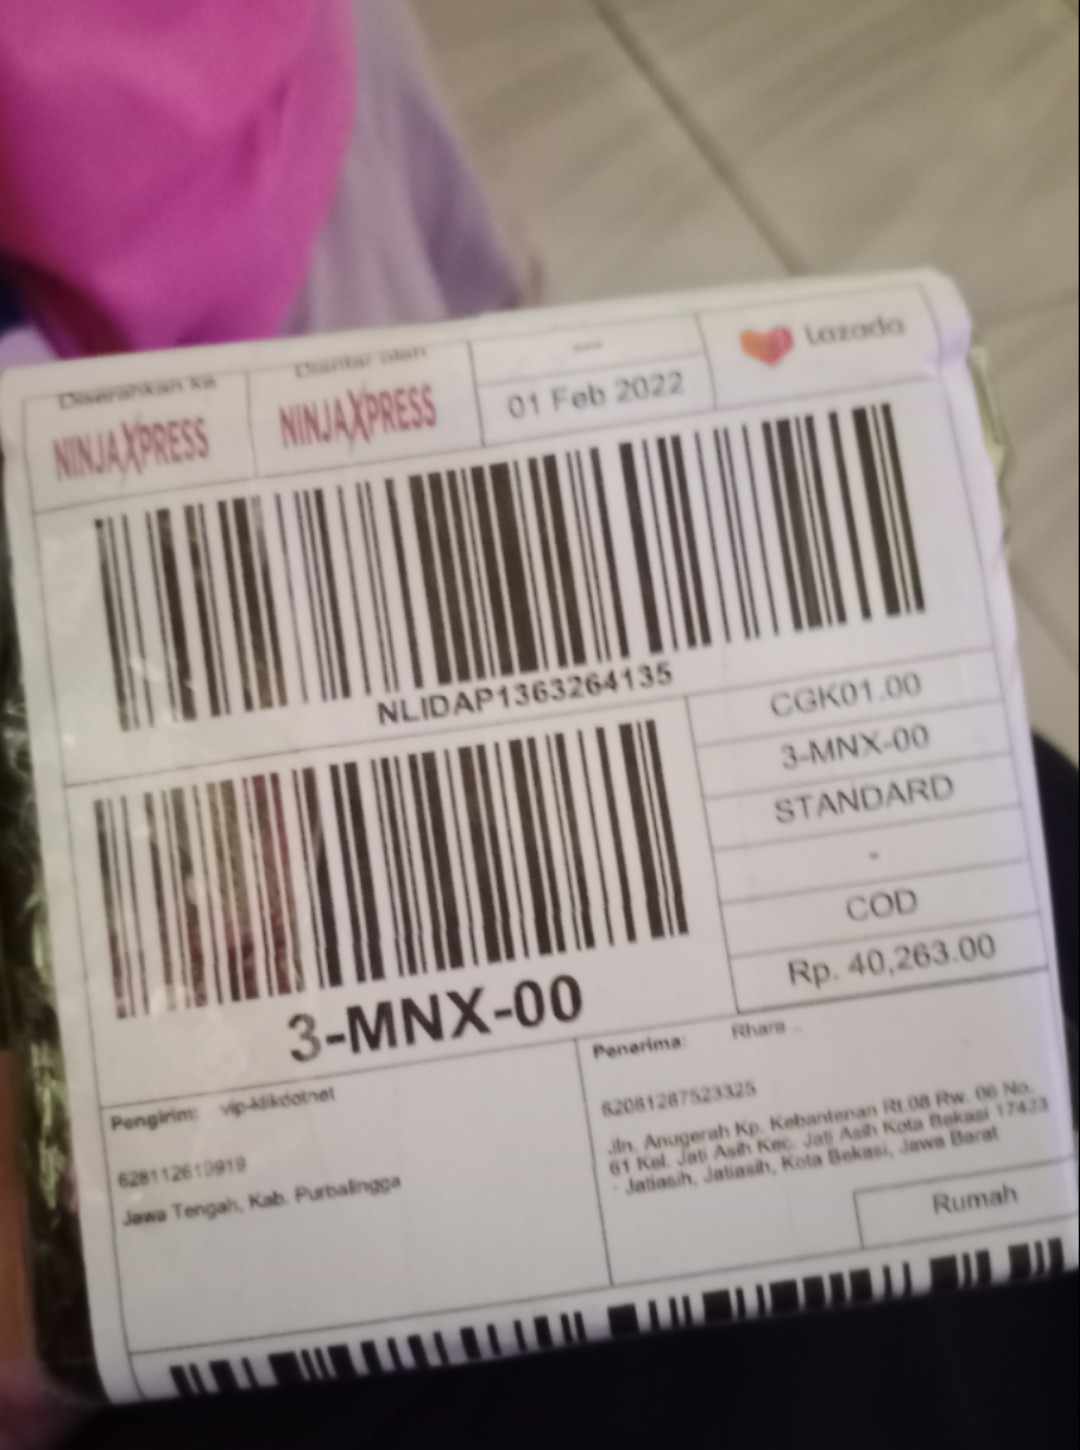 Diserahkan ke
NINJAXPRESS
Diantar oleh
NINJAXPRESS
---
01 Feb 2022
Lazada
NLIDAP1363264135
CGK01.00
3-MNX-00
STANDARD
-
COD
Rp. 40,263.00
3-MNX-00
Pengirim: vip-klikdotnet
628112619919
Jawa Tengah, Kab. Purbalingga
Penerima: Rhara ..
62081287523325
Jln. Anugerah Kp. Kebantenan Rt.08 Rw. 06 No.
61 Kel. Jati Asih Kec. Jati Asih Kota Bekasi 17423
- Jatiasih, Jatiasih, Kota Bekasi, Jawa Barat
Rumah